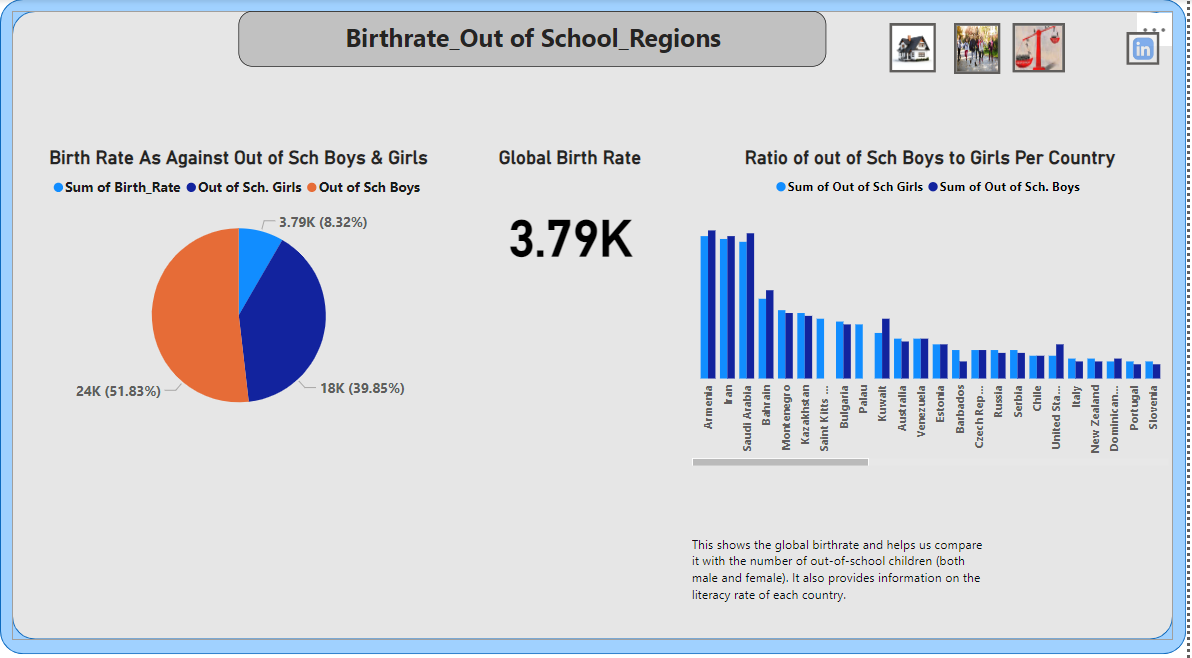 Birthrate_Out of School_Regions
in
Birth Rate As Against Out of Sch Boys & Girls
Sum of Birth_Rate Out of Sch. Girls Out of Sch Boys
3.79K (8.32%)
24K (51.83%)
18K (39.85%)
Global Birth Rate
3.79K
Ratio of out of Sch Boys to Girls Per Country
Sum of Out of Sch Girls Sum of Out of Sch. Boys
Armenia
Iran
Saudi Arabia
Bahrain
Montenegro
Kazakhstan
Saint Kitts ...
Bulgaria
Palau
Kuwait
Australia
Venezuela
Estonia
Barbados
Czech Rep...
Russia
Serbia
Chile
United Sta...
Italy
New Zealand
Dominican...
Portugal
Slovenia
This shows the global birthrate and helps us compare
it with the number of out-of-school children (both
male and female). It also provides information on the
literacy rate of each country.